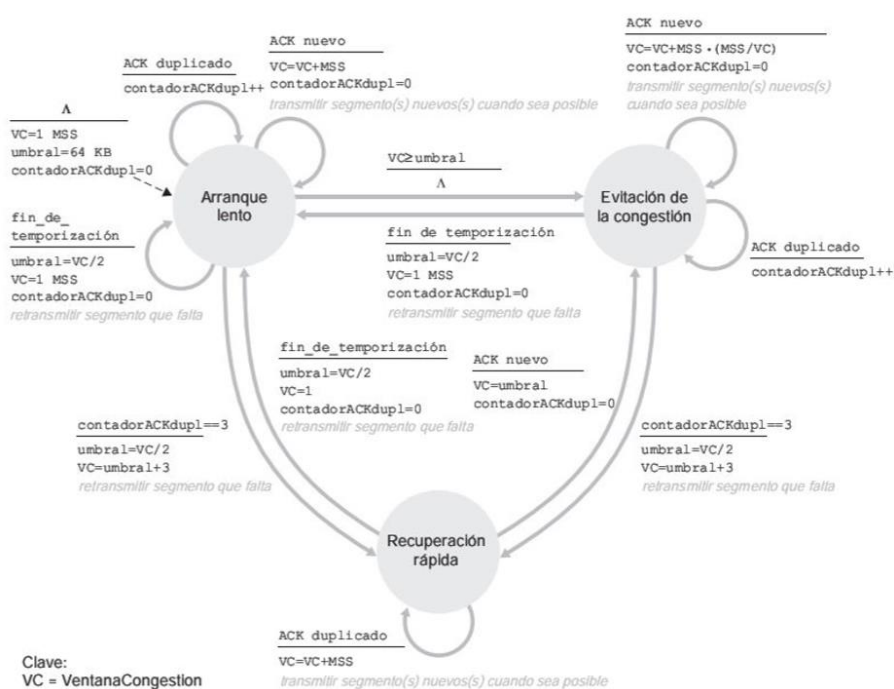 ACK nuevo
VC=VC+MSS
contadorACKdupl=0
transmitir segmento(s) nuevos(s) cuando sea posible
ACK duplicado
contadorACKdupl++
Λ
VC=1 MSS
umbral=64 KB
contadorACKdupl=0
Arranque
lento
fin_de_
temporización
umbral=VC/2
VC=1 MSS
contadorACKdupl=0
retransmitir segmento que falta
VC≥umbral
Λ
fin de temporización
umbral=VC/2
VC=1 MSS
contadorACKdupl=0
retransmitir segmento que falta
ACK nuevo
VC=VC+MSS•(MSS/VC)
contadorACKdupl=0
transmitir segmento(s) nuevos(s)
cuando sea posible
Evitación de
la congestión
ACK duplicado
contadorACKdupl++
fin_de_temporización
umbral=VC/2
VC=1
contadorACKdupl=0
retransmitir segmento que falta
ACK nuevo
VC=umbral
contadorACKdupl=0
contadorACKdupl==3
umbral=VC/2
VC=umbral+3
retransmitir segmento que falta
contadorACKdupl==3
umbral=VC/2
VC=umbral+3
retransmitir segmento que falta
Recuperación
rápida
ACK duplicado
VC=VC+MSS
transmitir segmento(s) nuevos(s) cuando sea posible
Clave:
VC = VentanaCongestion